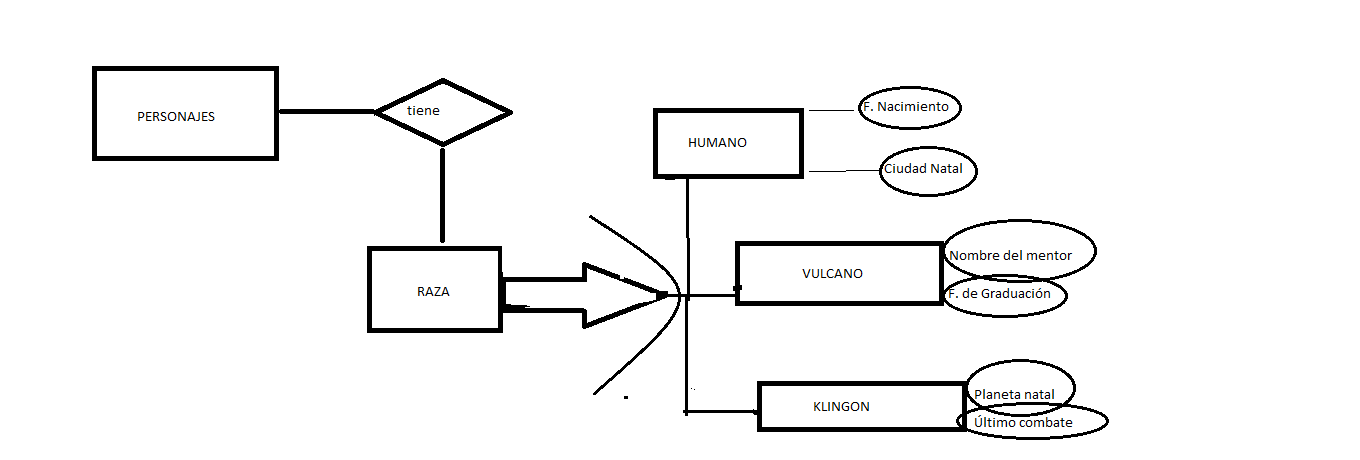 PERSONAJES
tiene
RAZA
HUMANO
F. Nacimiento
Ciudad Natal
VULCANO
Nombre del mentor
F. de Graduación
KLINGON
Planeta natal
Último combate